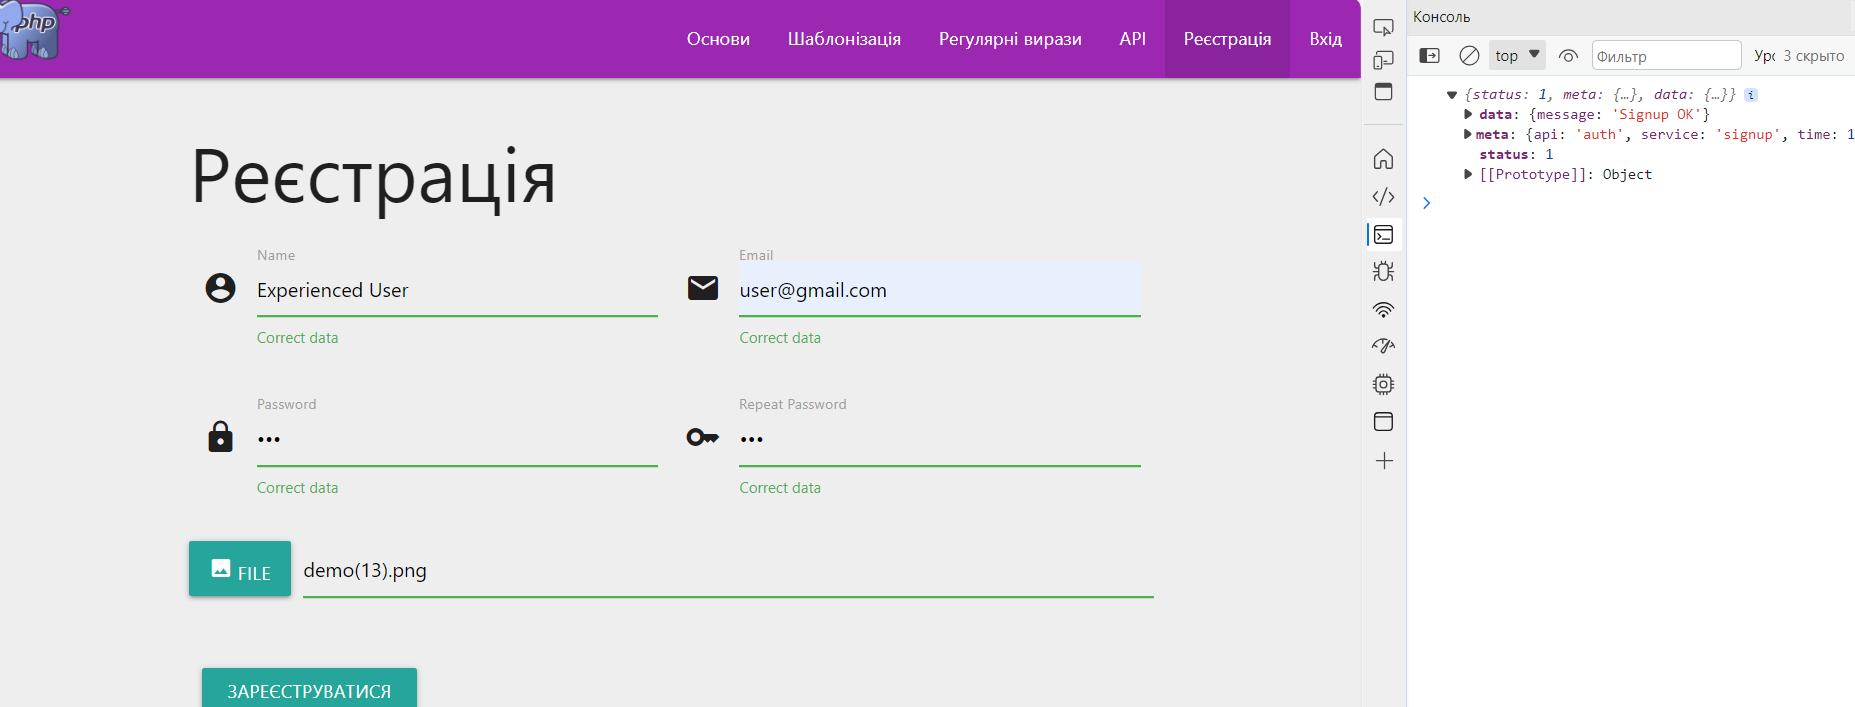 php
Основи Шаблонізація Регулярні вирази API Реєстрація Вхід
Реєстрація
Name
Experienced User
Correct data
Email
user@gmail.com
Correct data
Password
•••
Correct data
Repeat Password
•••
Correct data
FILE
demo(13).png
ЗАРЕЄСТРУВАТИСЯ
Консоль
top Фильтр Урс 3 скрыто
{status: 1, meta: {…}, data: {…}} i
data: {message: 'Signup OK'}
meta: {api: 'auth', service: 'signup', time: 1
status: 1
[[Prototype]]: Object